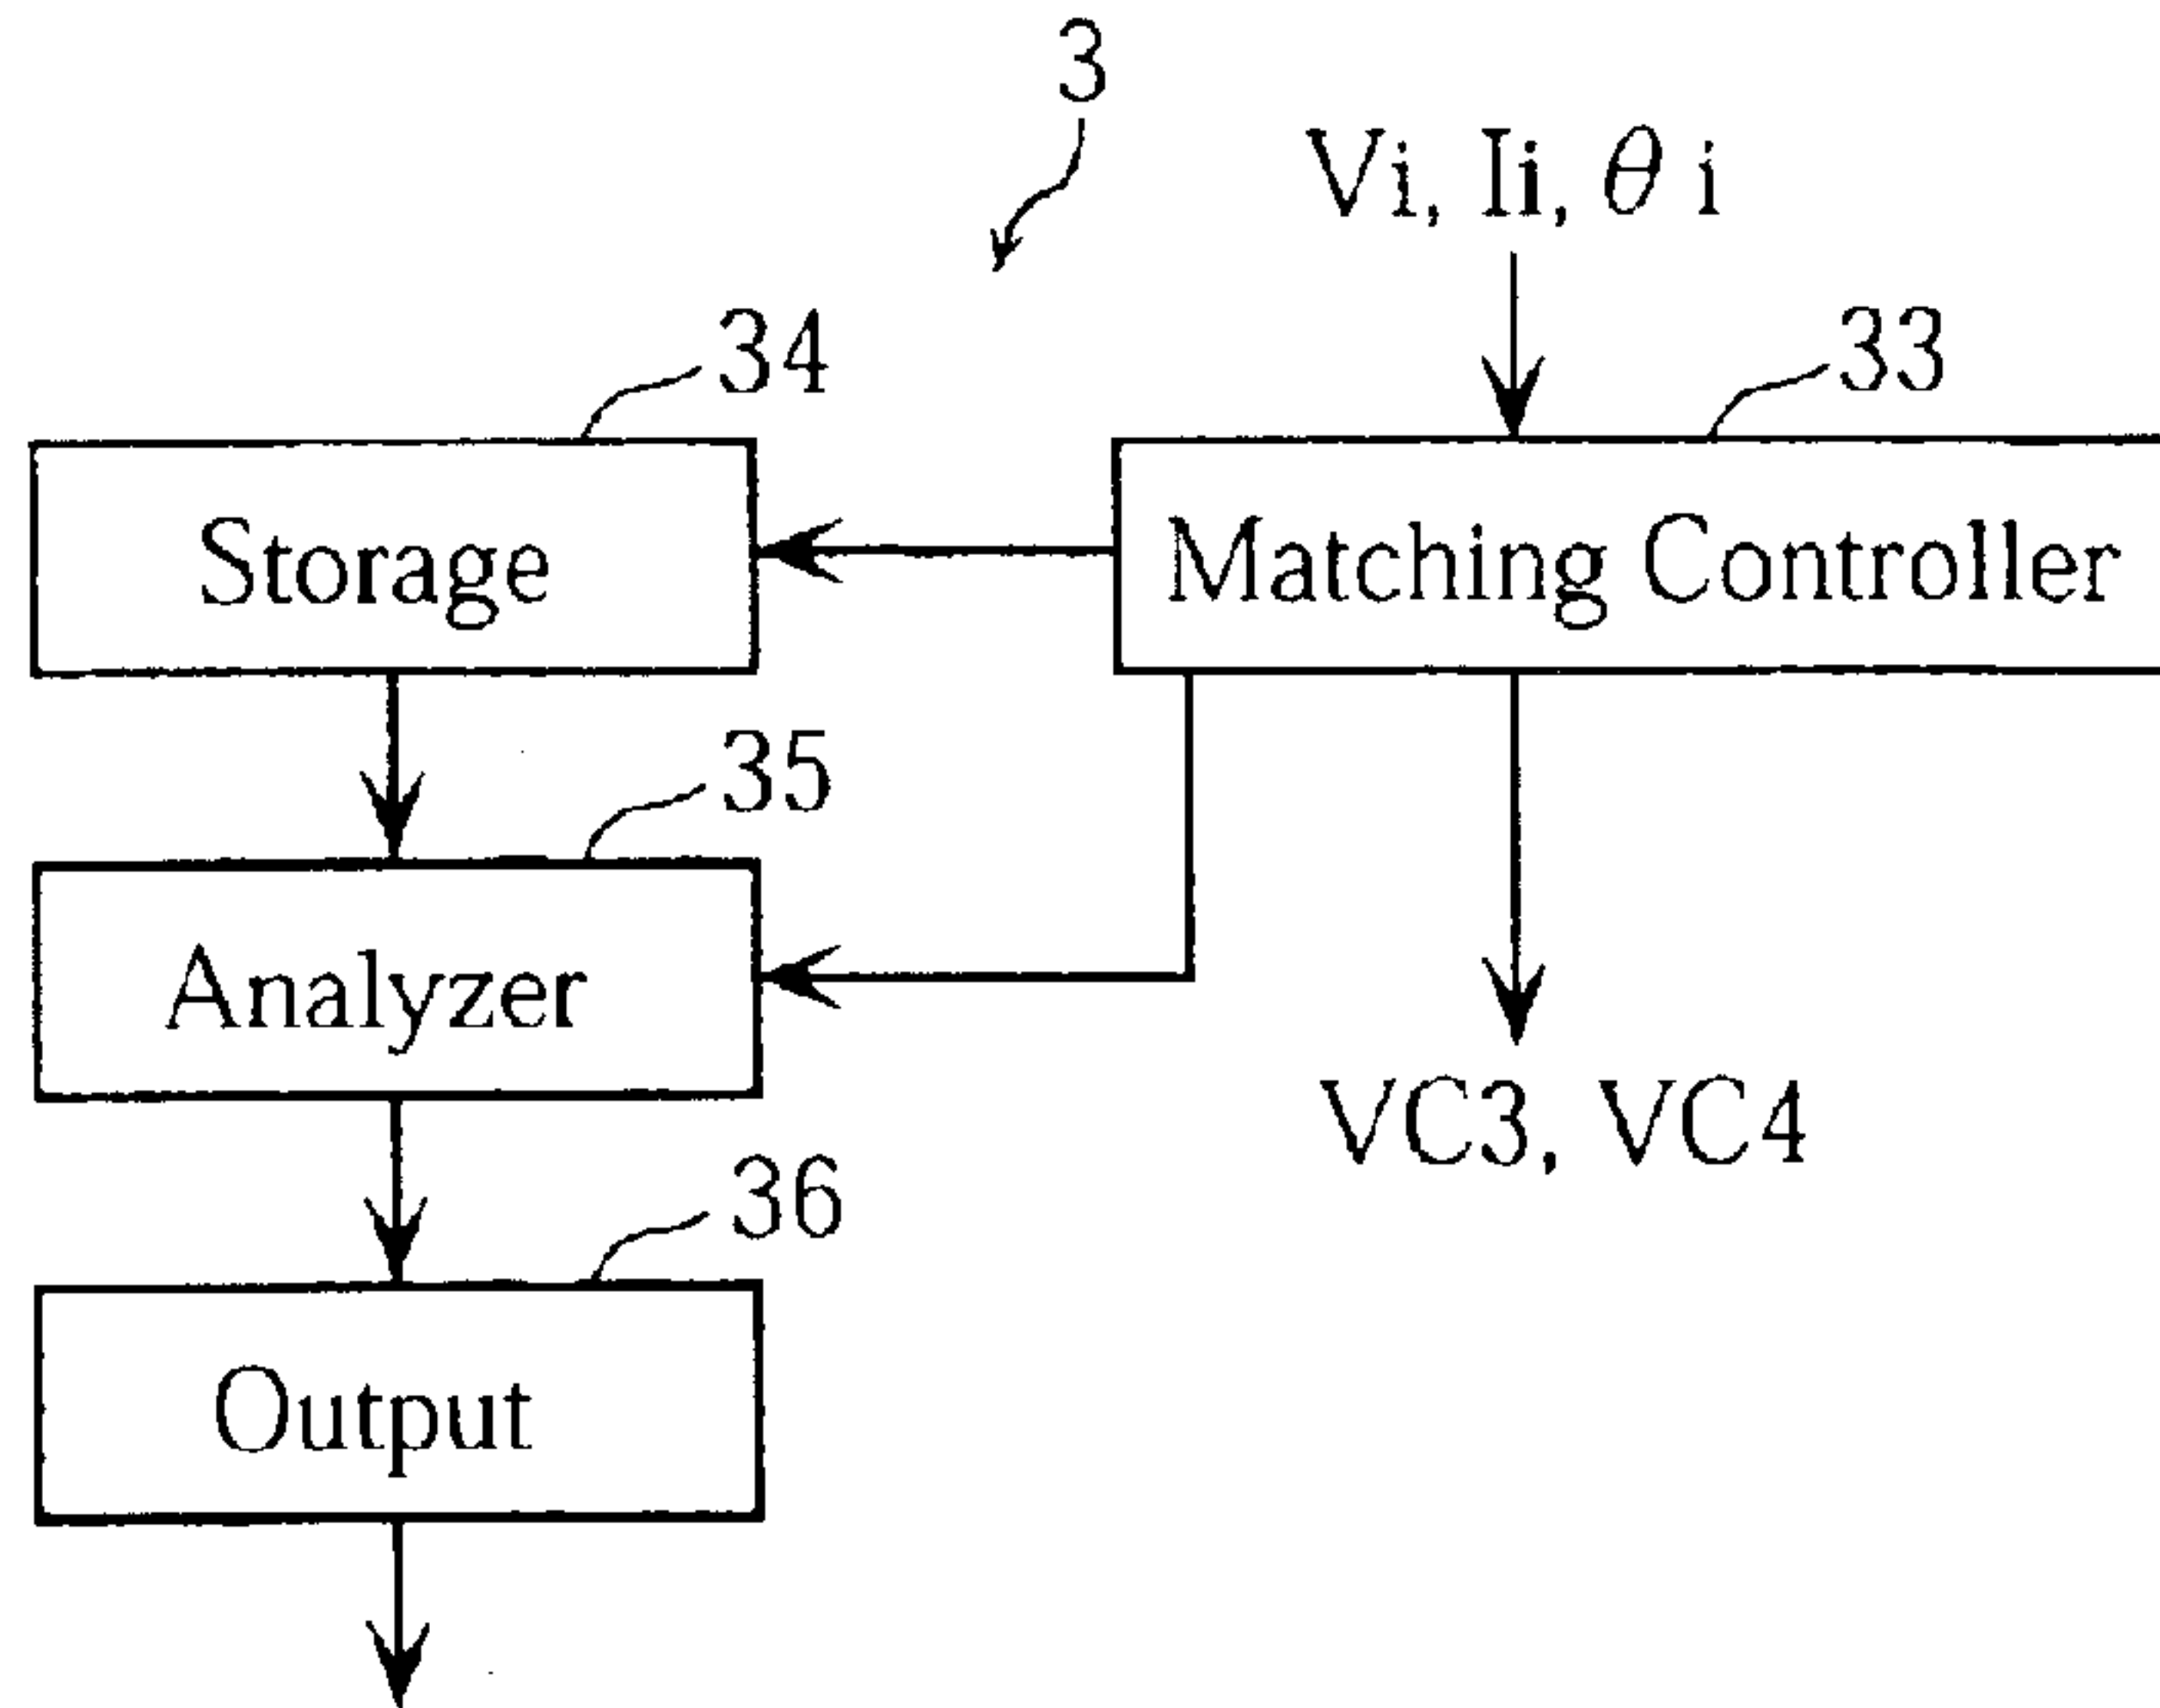 3
Vi, Ii, θ i
34
33
Storage
Matching Controller
35
Analyzer
VC3, VC4
36
Output